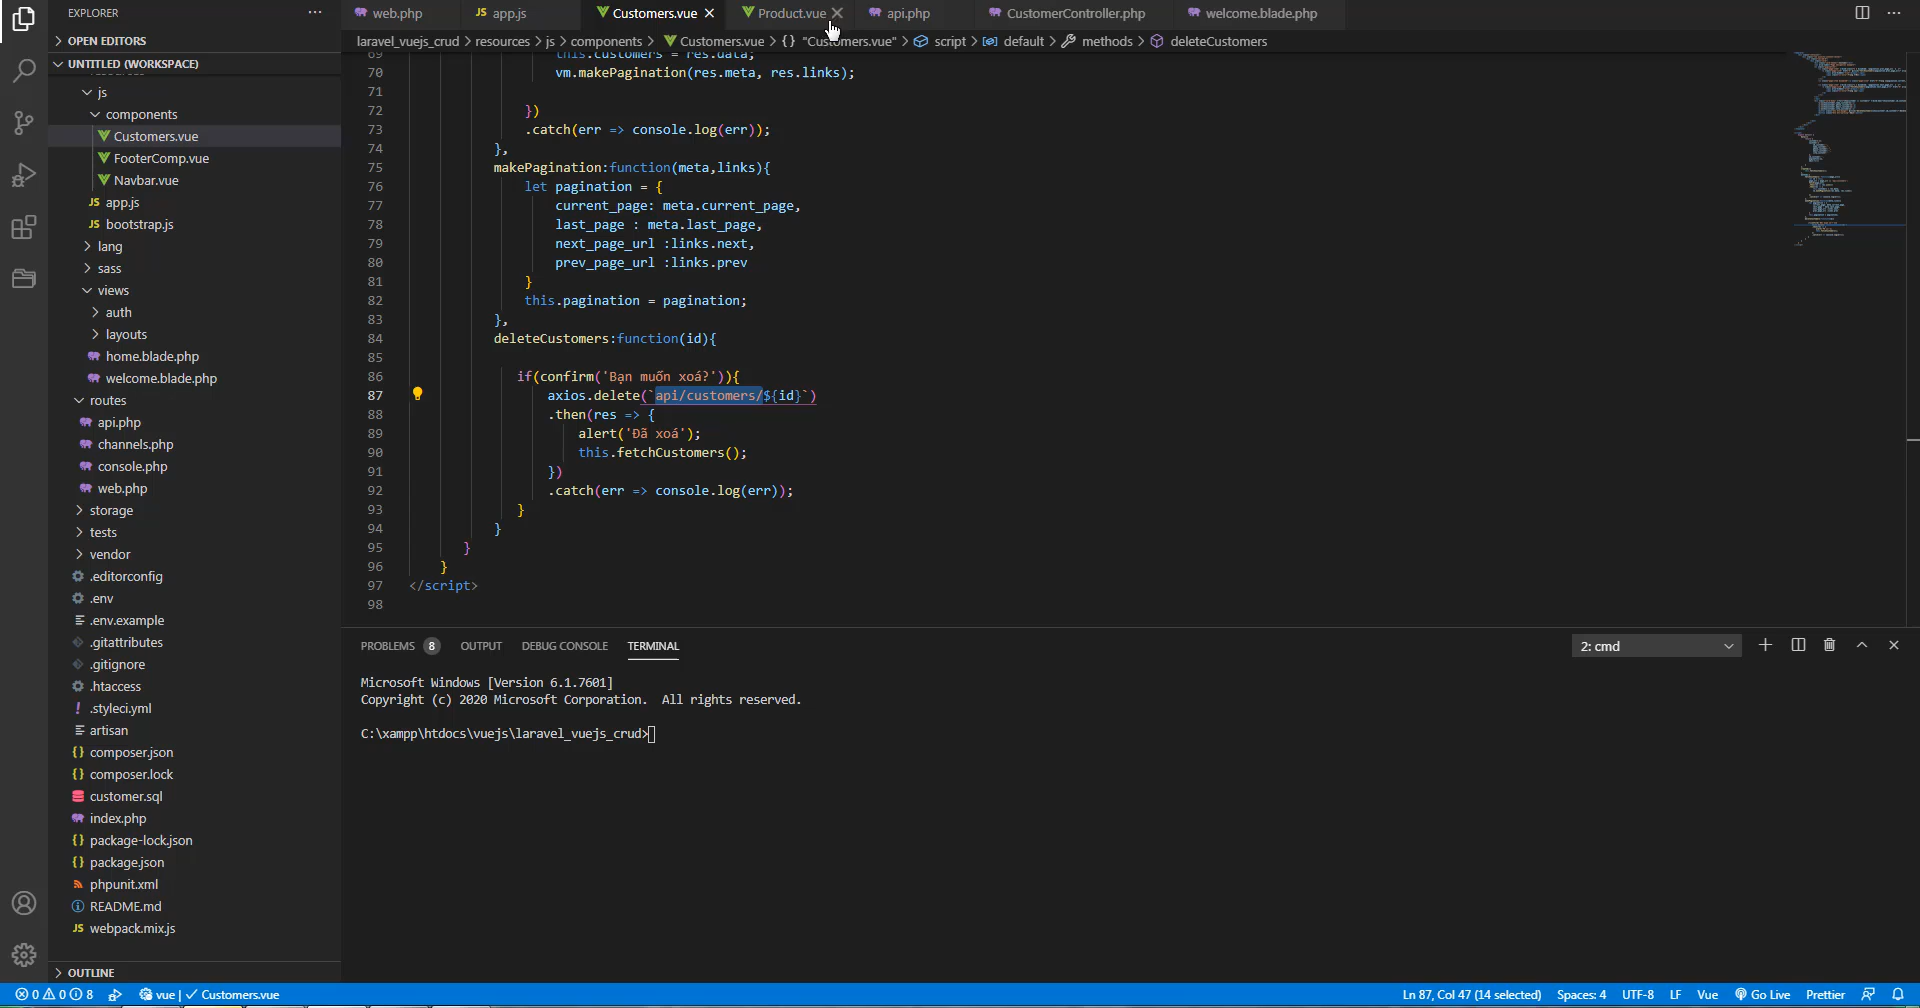 EXPLORER
web.php
app.js
Customers.vue
Product.vue
api.php
CustomerController.php
welcome.blade.php
OPEN EDITORS
laravel_vuejs_crud > resources > js > components > Customers.vue > {} "Customers.vue" > script > default > methods > deleteCustomers
UNTITLED (WORKSPACE)
resources
js
components
Customers.vue
FooterComp.vue
Navbar.vue
app.js
bootstrap.js
lang
sass
views
auth
layouts
home.blade.php
welcome.blade.php
routes
api.php
channels.php
console.php
web.php
storage
tests
vendor
.editorconfig
.env
.env.example
.gitattributes
.gitignore
.htaccess
.styleci.yml
artisan
composer.json
composer.lock
customer.sql
index.php
package-lock.json
package.json
phpunit.xml
README.md
webpack.mix.js
OUTLINE
69 this.customers = res.data;
70 vm.makePagination(res.meta, res.links);
71
72 })
73 .catch(err => console.log(err));
74 },
75 makePagination:function(meta,links){
76 let pagination = {
77 current_page: meta.current_page,
78 last_page : meta.last_page,
79 next_page_url :links.next,
80 prev_page_url :links.prev
81 }
82 this.pagination = pagination;
83 },
84 deleteCustomers:function(id){
85
86 if(confirm('Bạn muốn xoá?')){
87 axios.delete(`api/customers/${id}`)
88 .then(res => {
89 alert('Đã xoá');
90 this.fetchCustomers();
91 })
92 .catch(err => console.log(err));
93 }
94 }
95 }
96 }
97 </script>
98
PROBLEMS 8 OUTPUT DEBUG CONSOLE TERMINAL
2: cmd
Microsoft Windows [Version 6.1.7601]
Copyright (c) 2020 Microsoft Corporation. All rights reserved.
C:\xampp\htdocs\vuejs\laravel_vuejs_crud>
0 0 8 vue | Customers.vue
Ln 87, Col 47 (14 selected) Spaces: 4 UTF-8 LF Vue Go Live Prettier